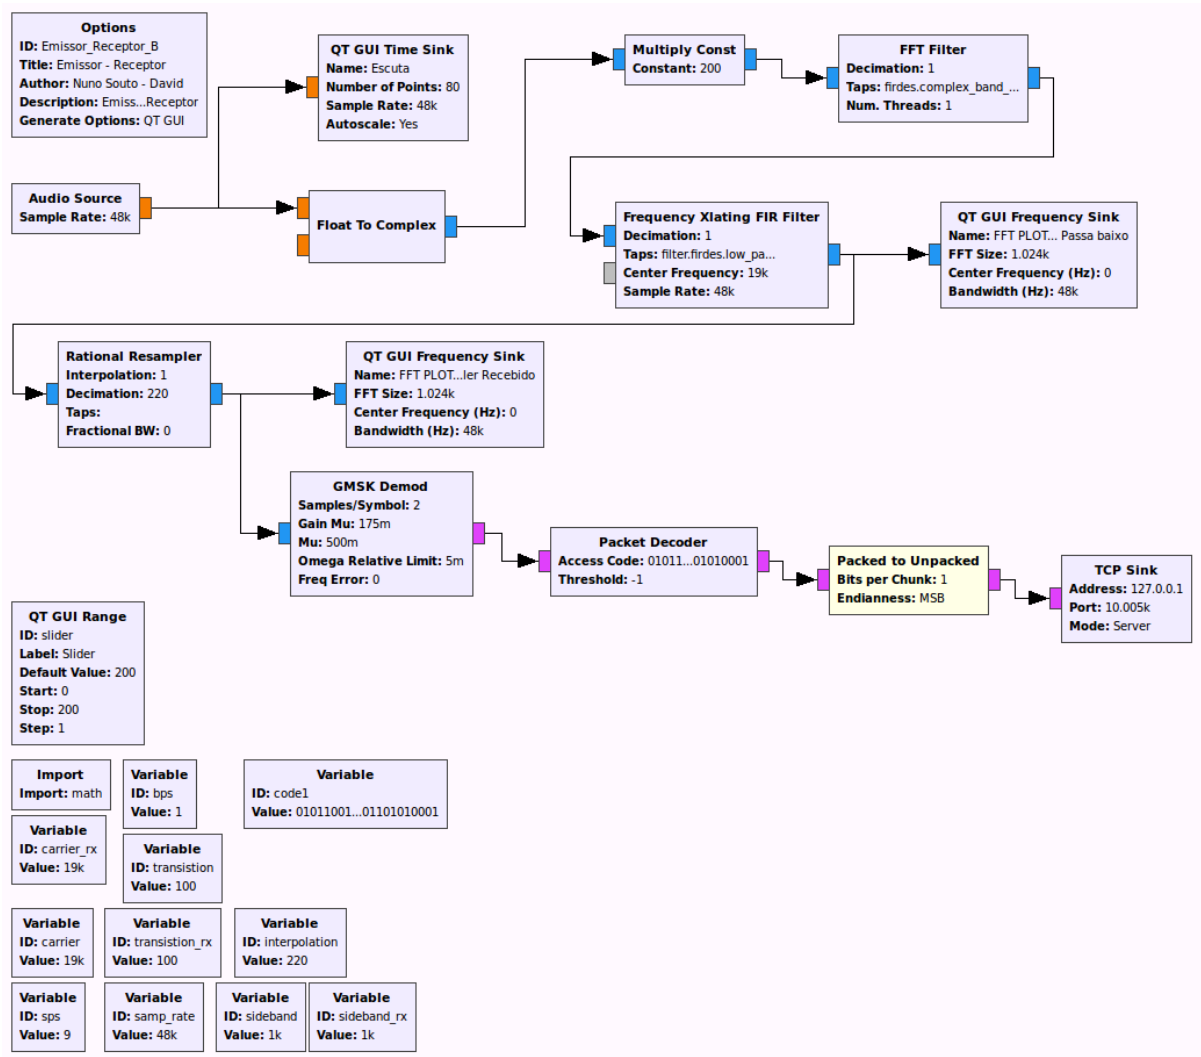 Options
ID: Emissor_Receptor_B
Title: Emissor - Receptor
Author: Nuno Souto - David
Description: Emiss...Receptor
Generate Options: QT GUI
QT GUI Time Sink
Name: Escuta
Number of Points: 80
Sample Rate: 48k
Autoscale: Yes
Multiply Const
Constant: 200
FFT Filter
Decimation: 1
Taps: firdes.complex_band_...
Num. Threads: 1
Audio Source
Sample Rate: 48k
Float To Complex
Frequency Xlating FIR Filter
Decimation: 1
Taps: filter.firdes.low_pa...
Center Frequency: 19k
Sample Rate: 48k
QT GUI Frequency Sink
Name: FFT PLOT... Passa baixo
FFT Size: 1.024k
Center Frequency (Hz): 0
Bandwidth (Hz): 48k
Rational Resampler
Interpolation: 1
Decimation: 220
Taps:
Fractional BW: 0
QT GUI Frequency Sink
Name: FFT PLOT...ler Recebido
FFT Size: 1.024k
Center Frequency (Hz): 0
Bandwidth (Hz): 48k
GMSK Demod
Samples/Symbol: 2
Gain Mu: 175m
Mu: 500m
Omega Relative Limit: 5m
Freq Error: 0
Packet Decoder
Access Code: 01011...01010001
Threshold: -1
Packed to Unpacked
Bits per Chunk: 1
Endianness: MSB
TCP Sink
Address: 127.0.0.1
Port: 10.005k
Mode: Server
QT GUI Range
ID: slider
Label: Slider
Default Value: 200
Start: 0
Stop: 200
Step: 1
Import
Import: math
Variable
ID: bps
Value: 1
Variable
ID: code1
Value: 01011001...01101010001
Variable
ID: carrier_rx
Value: 19k
Variable
ID: transistion
Value: 100
Variable
ID: carrier
Value: 19k
Variable
ID: transistion_rx
Value: 100
Variable
ID: interpolation
Value: 220
Variable
ID: sps
Value: 9
Variable
ID: samp_rate
Value: 48k
Variable
ID: sideband
Value: 1k
Variable
ID: sideband_rx
Value: 1k